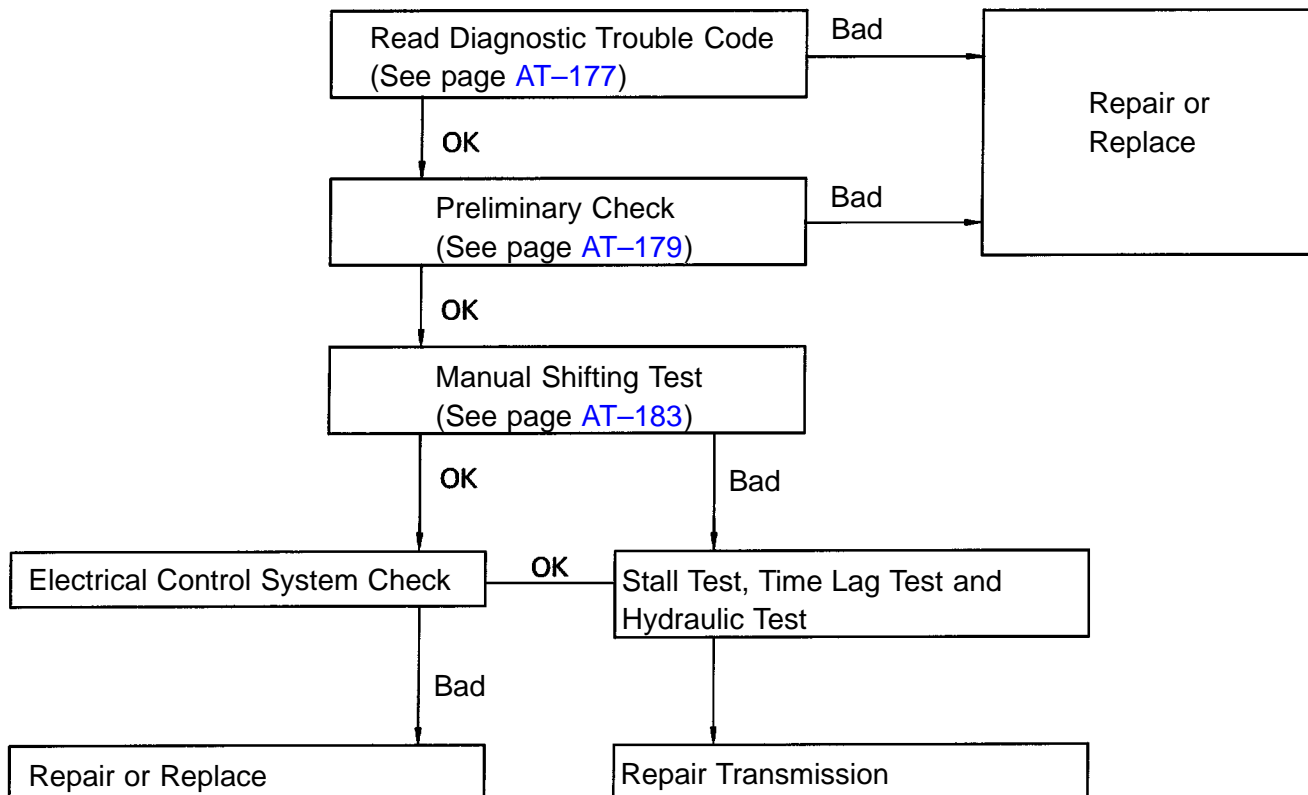 Read Diagnostic Trouble Code
(See page AT–177)
Bad
Repair or
Replace
OK
Preliminary Check
(See page AT–179)
Bad
OK
Manual Shifting Test
(See page AT–183)
OK
Bad
Electrical Control System Check
OK
Stall Test, Time Lag Test and
Hydraulic Test
Bad
Repair or Replace
Repair Transmission